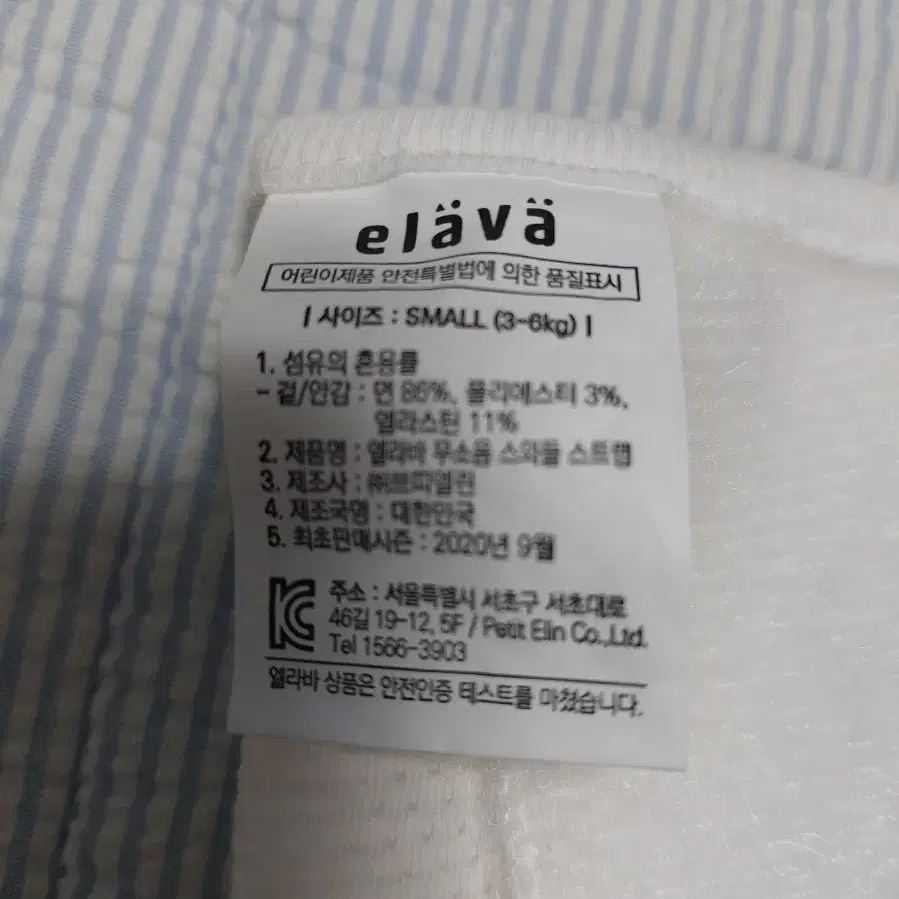 elävä
어린이제품 안전특별법에 의한 품질표시
| 사이즈 : SMALL (3-6kg) |
1. 섬유의 혼용률
- 겉/안감 : 면 86%, 폴리에스터 3%,
엘라스틴 11%
2. 제품명 : 엘라바 무소음 스와들 스트랩
3. 제조사 : ㈜쁘띠엘린
4. 제조국명 : 대한민국
5. 최초판매시즌 : 2020년 9월
주소 : 서울특별시 서초구 서초대로
46길 19-12, 5F / Petit Elin Co.,Ltd.
Tel 1566-3903
엘라바 상품은 안전인증 테스트를 마쳤습니다.